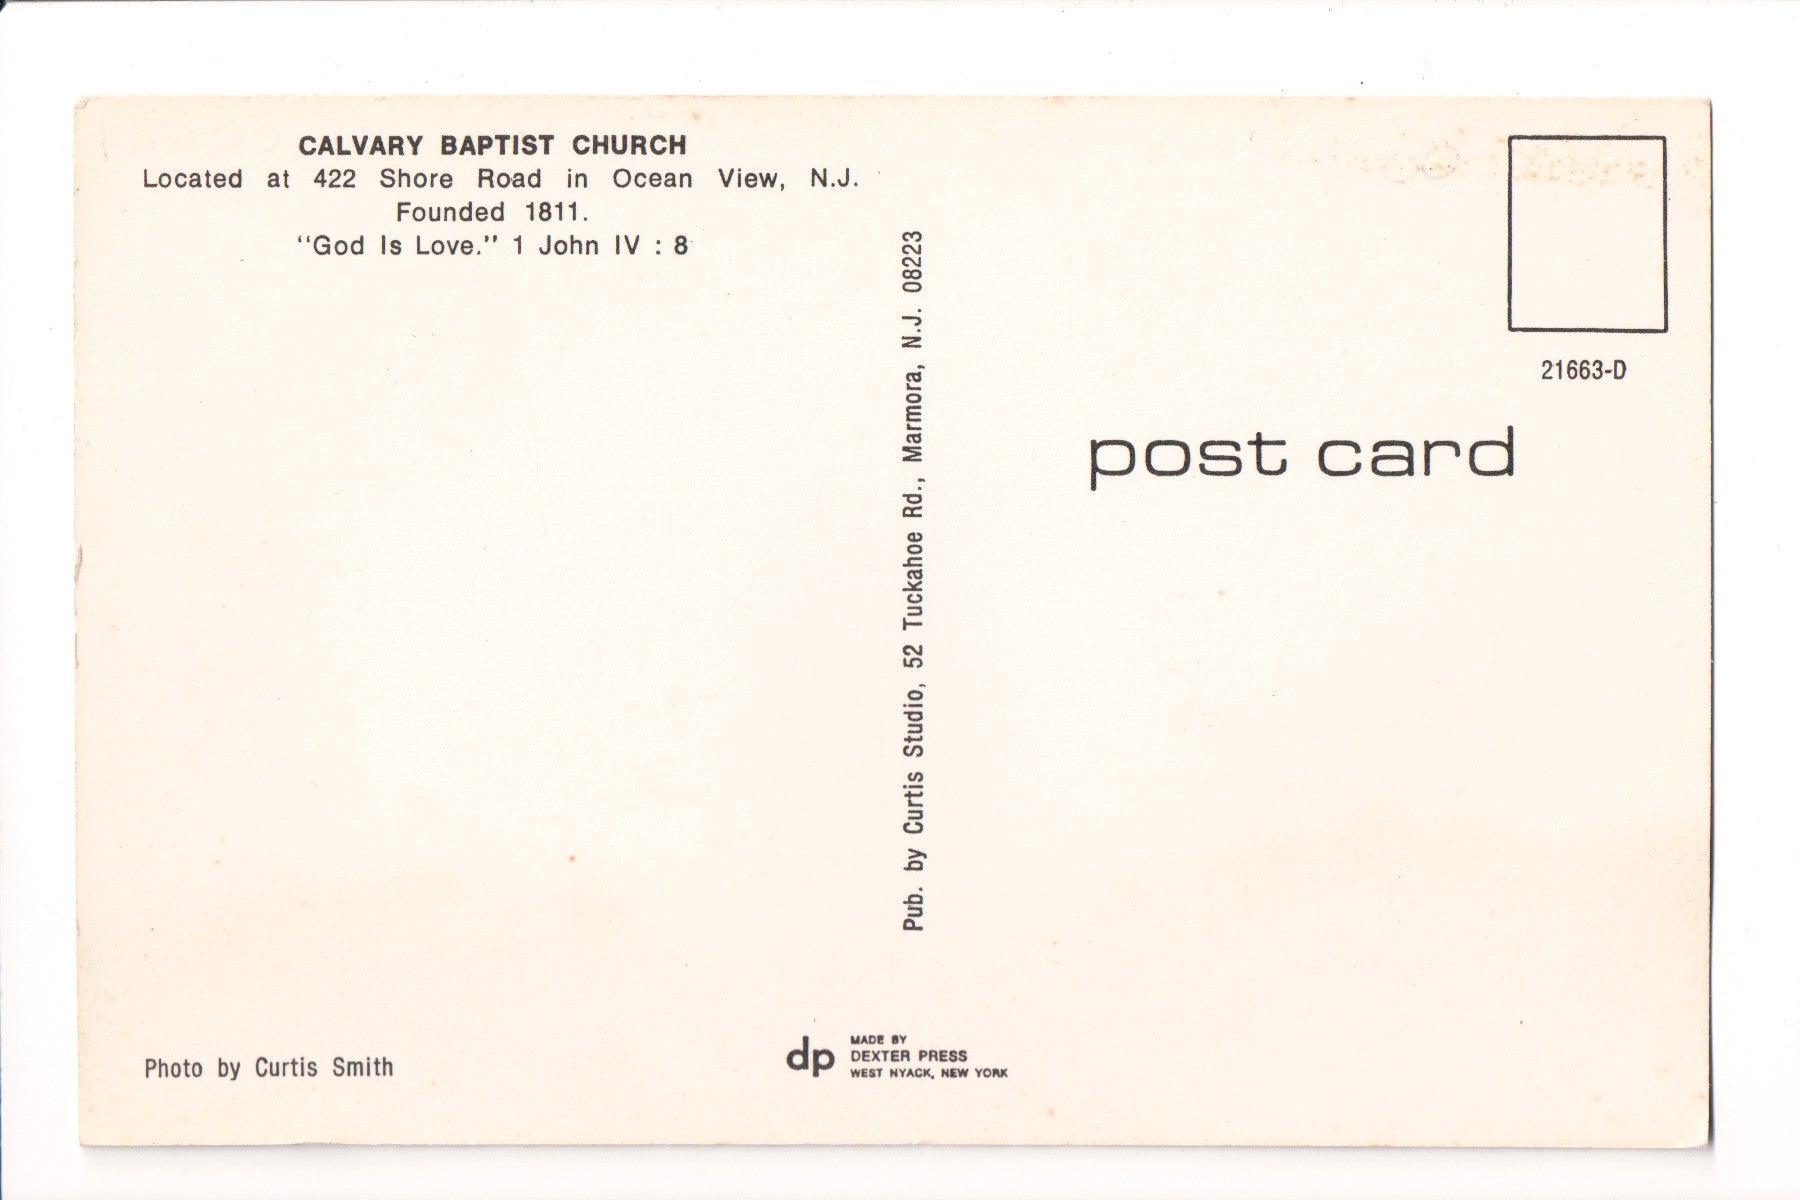 CALVARY BAPTIST CHURCH
Located at 422 Shore Road in Ocean View, N.J.
Founded 1811.
“God Is Love.” 1 John IV : 8
Pub. by Curtis Studio, 52 Tuckahoe Rd., Marmora, N.J. 08223
21663-D
post card
Photo by Curtis Smith
dp
MADE BY
DEXTER PRESS
WEST NYACK, NEW YORK